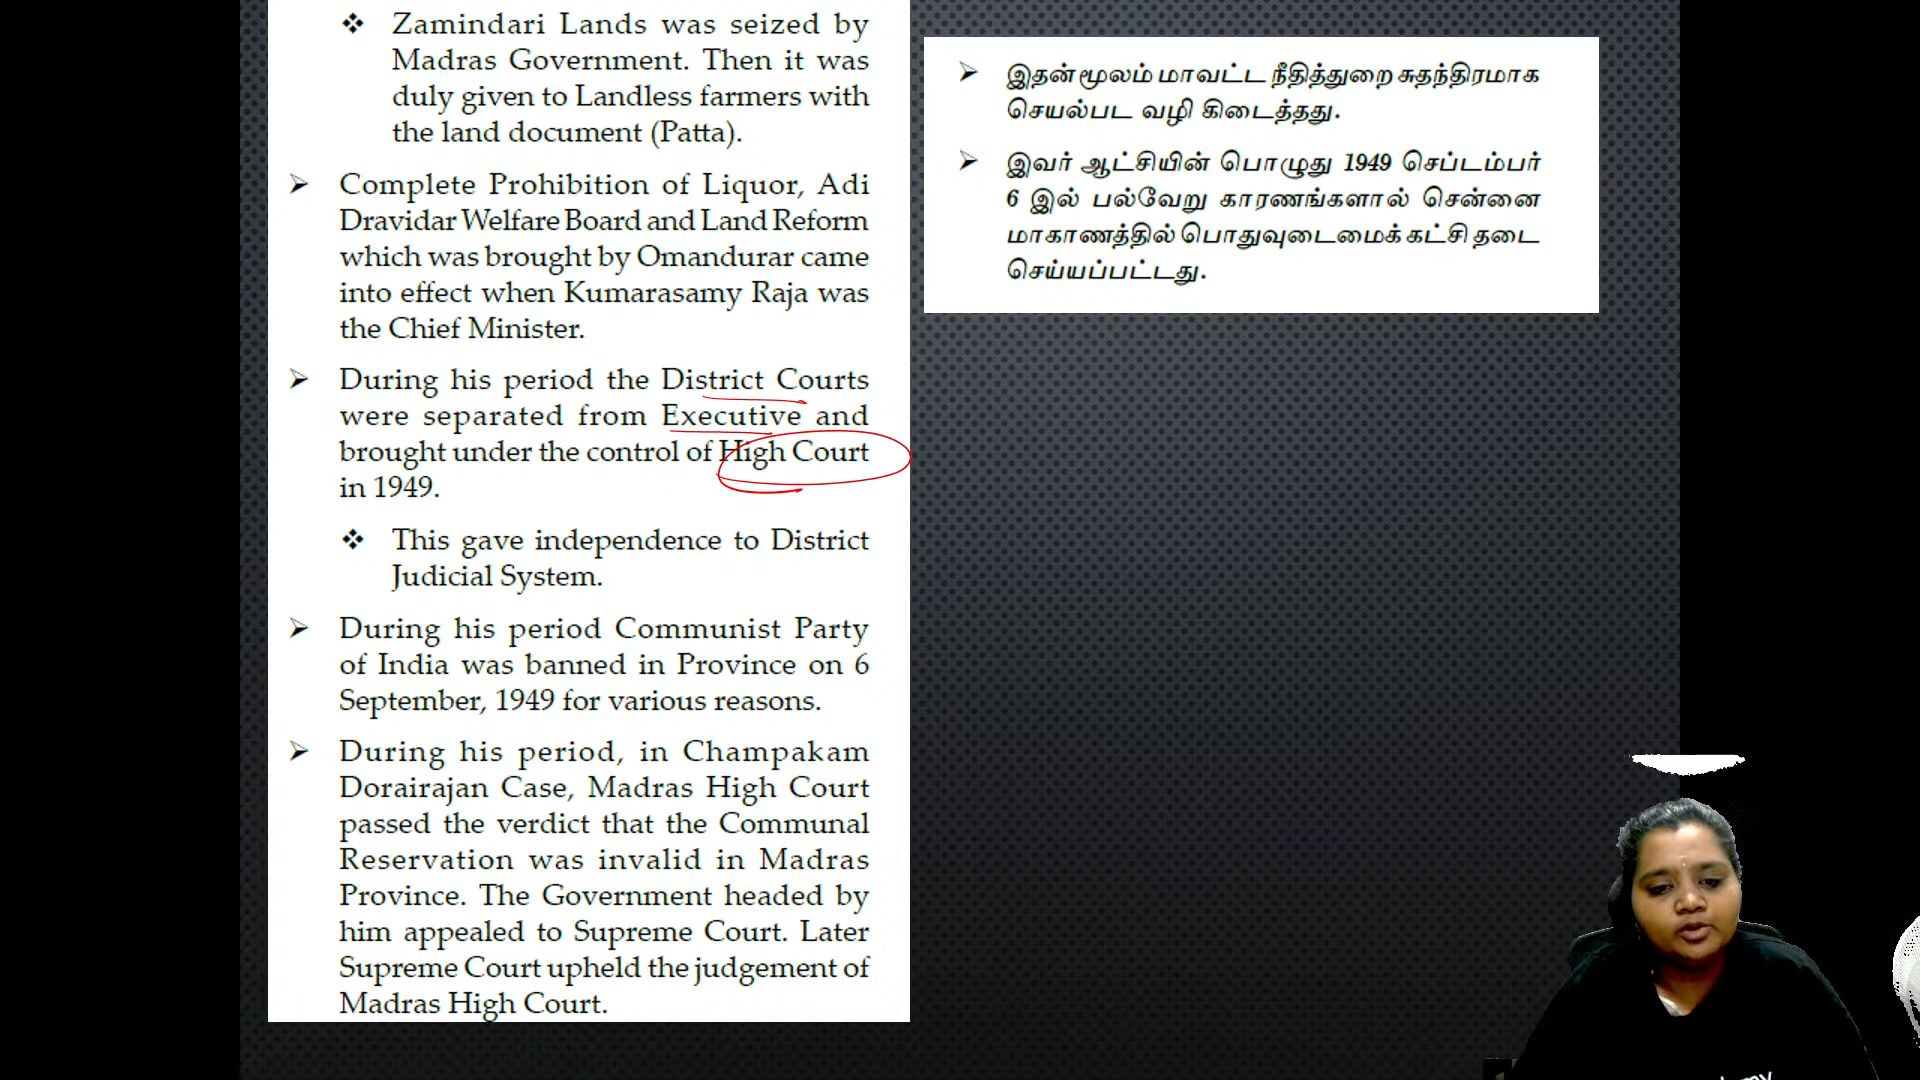 Zamindari Lands was seized by
Madras Government. Then it was
duly given to Landless farmers with
the land document (Patta).
Complete Prohibition of Liquor, Adi
Dravidar Welfare Board and Land Reform
which was brought by Omandurar came
into effect when Kumarasamy Raja was
the Chief Minister.
During his period the District Courts
were separated from Executive and
brought under the control of High Court
in 1949.
This gave independence to District
Judicial System.
During his period Communist Party
of India was banned in Province on 6
September, 1949 for various reasons.
During his period, in Champakam
Dorairajan Case, Madras High Court
passed the verdict that the Communal
Reservation was invalid in Madras
Province. The Government headed by
him appealed to Supreme Court. Later
Supreme Court upheld the judgement of
Madras High Court.
இதன் மூலம் மாவட்ட நீதித்துறை சுதந்திரமாக
செயல்பட வழி கிடைத்தது.
இவர் ஆட்சியின் பொழுது 1949 செப்டம்பர்
6 இல் பல்வேறு காரணங்களால் சென்னை
மாகாணத்தில் பொதுவுடைமைக் கட்சி தடை
செய்யப்பட்டது.